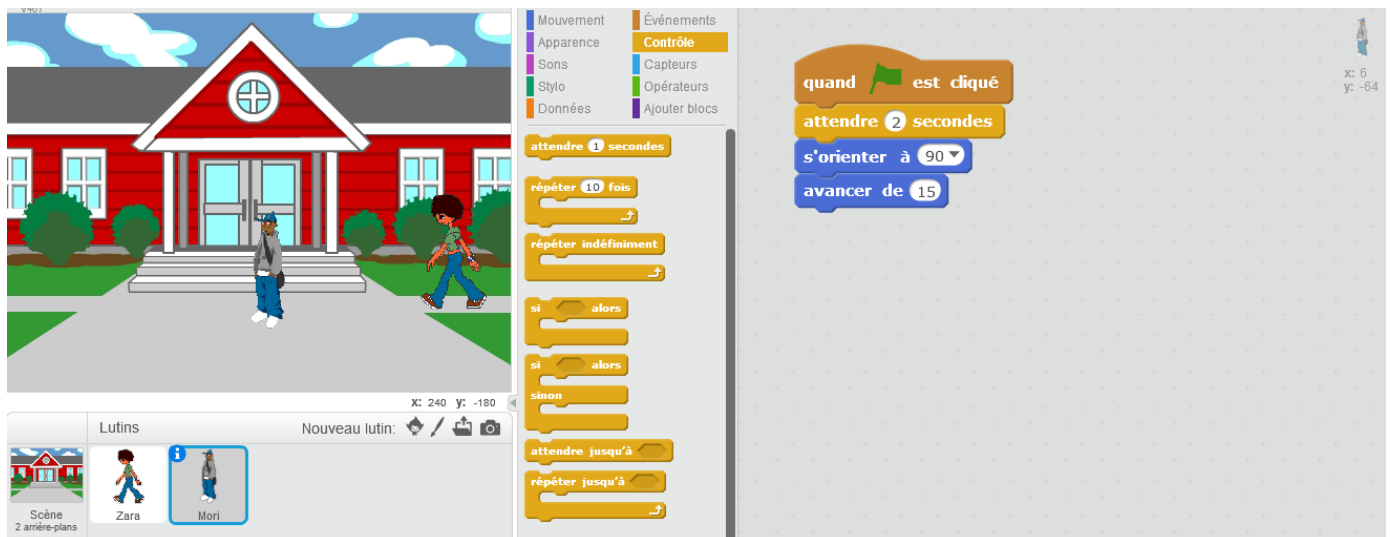 v461
Mouvement
Événements
Apparence
Contrôle
Sons
Capteurs
Stylo
Opérateurs
Données
Ajouter blocs
attendre 1 secondes
répéter 10 fois
répéter indéfiniment
si alors
si alors
sinon
attendre jusqu'à
répéter jusqu'à
quand est cliqué
attendre 2 secondes
s'orienter à 90
avancer de 15
x: 6
y: -64
X: 240 y: -180
Lutins
Nouveau lutin:
Scène
2 arrière-plans
Zara
Mori